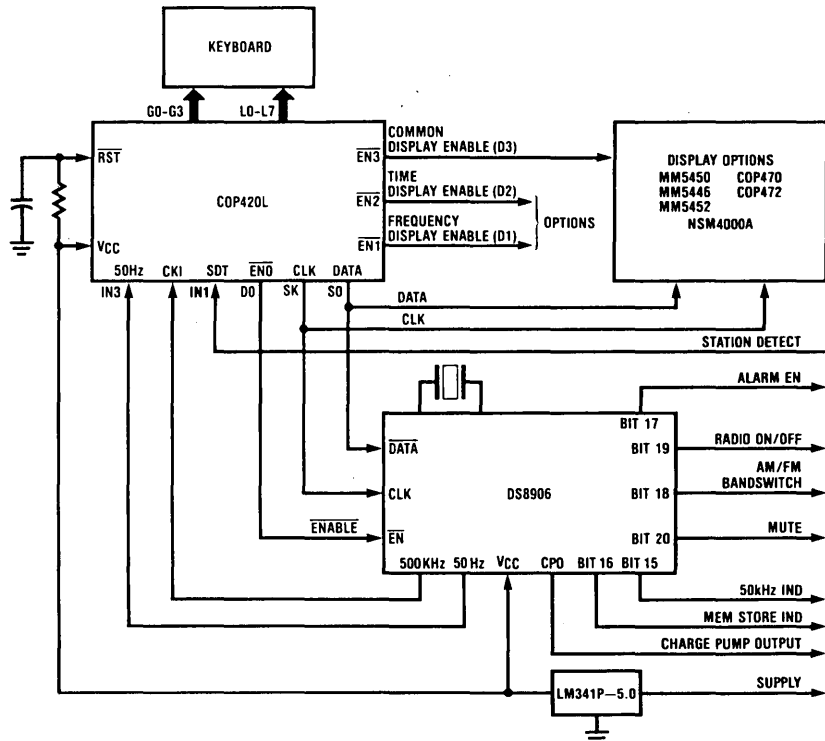 KEYBOARD
G0-G3 L0-L7
COMMON
DISPLAY ENABLE (D3)
RST
EN3
TIME
DISPLAY ENABLE (D2)
COP420L
EN2
OPTIONS
FREQUENCY
DISPLAY ENABLE (D1)
VCC
EN1
50Hz CKI SDT EN0 CLK DATA
IN3 IN1 D0 SK S0
DISPLAY OPTIONS
MM5450 COP470
MM5446 COP472
MM5452
NSM4000A
DATA
CLK
STATION DETECT
ALARM EN
BIT 17
DATA
BIT 19
RADIO ON/OFF
AM/FM
BANDSWITCH
CLK
DS8906
BIT 18
ENABLE
EN
BIT 20
MUTE
500KHz 50Hz VCC CPO BIT 16 BIT 15
50kHz IND
MEM STORE IND
CHARGE PUMP OUTPUT
LM341P-5.0
SUPPLY